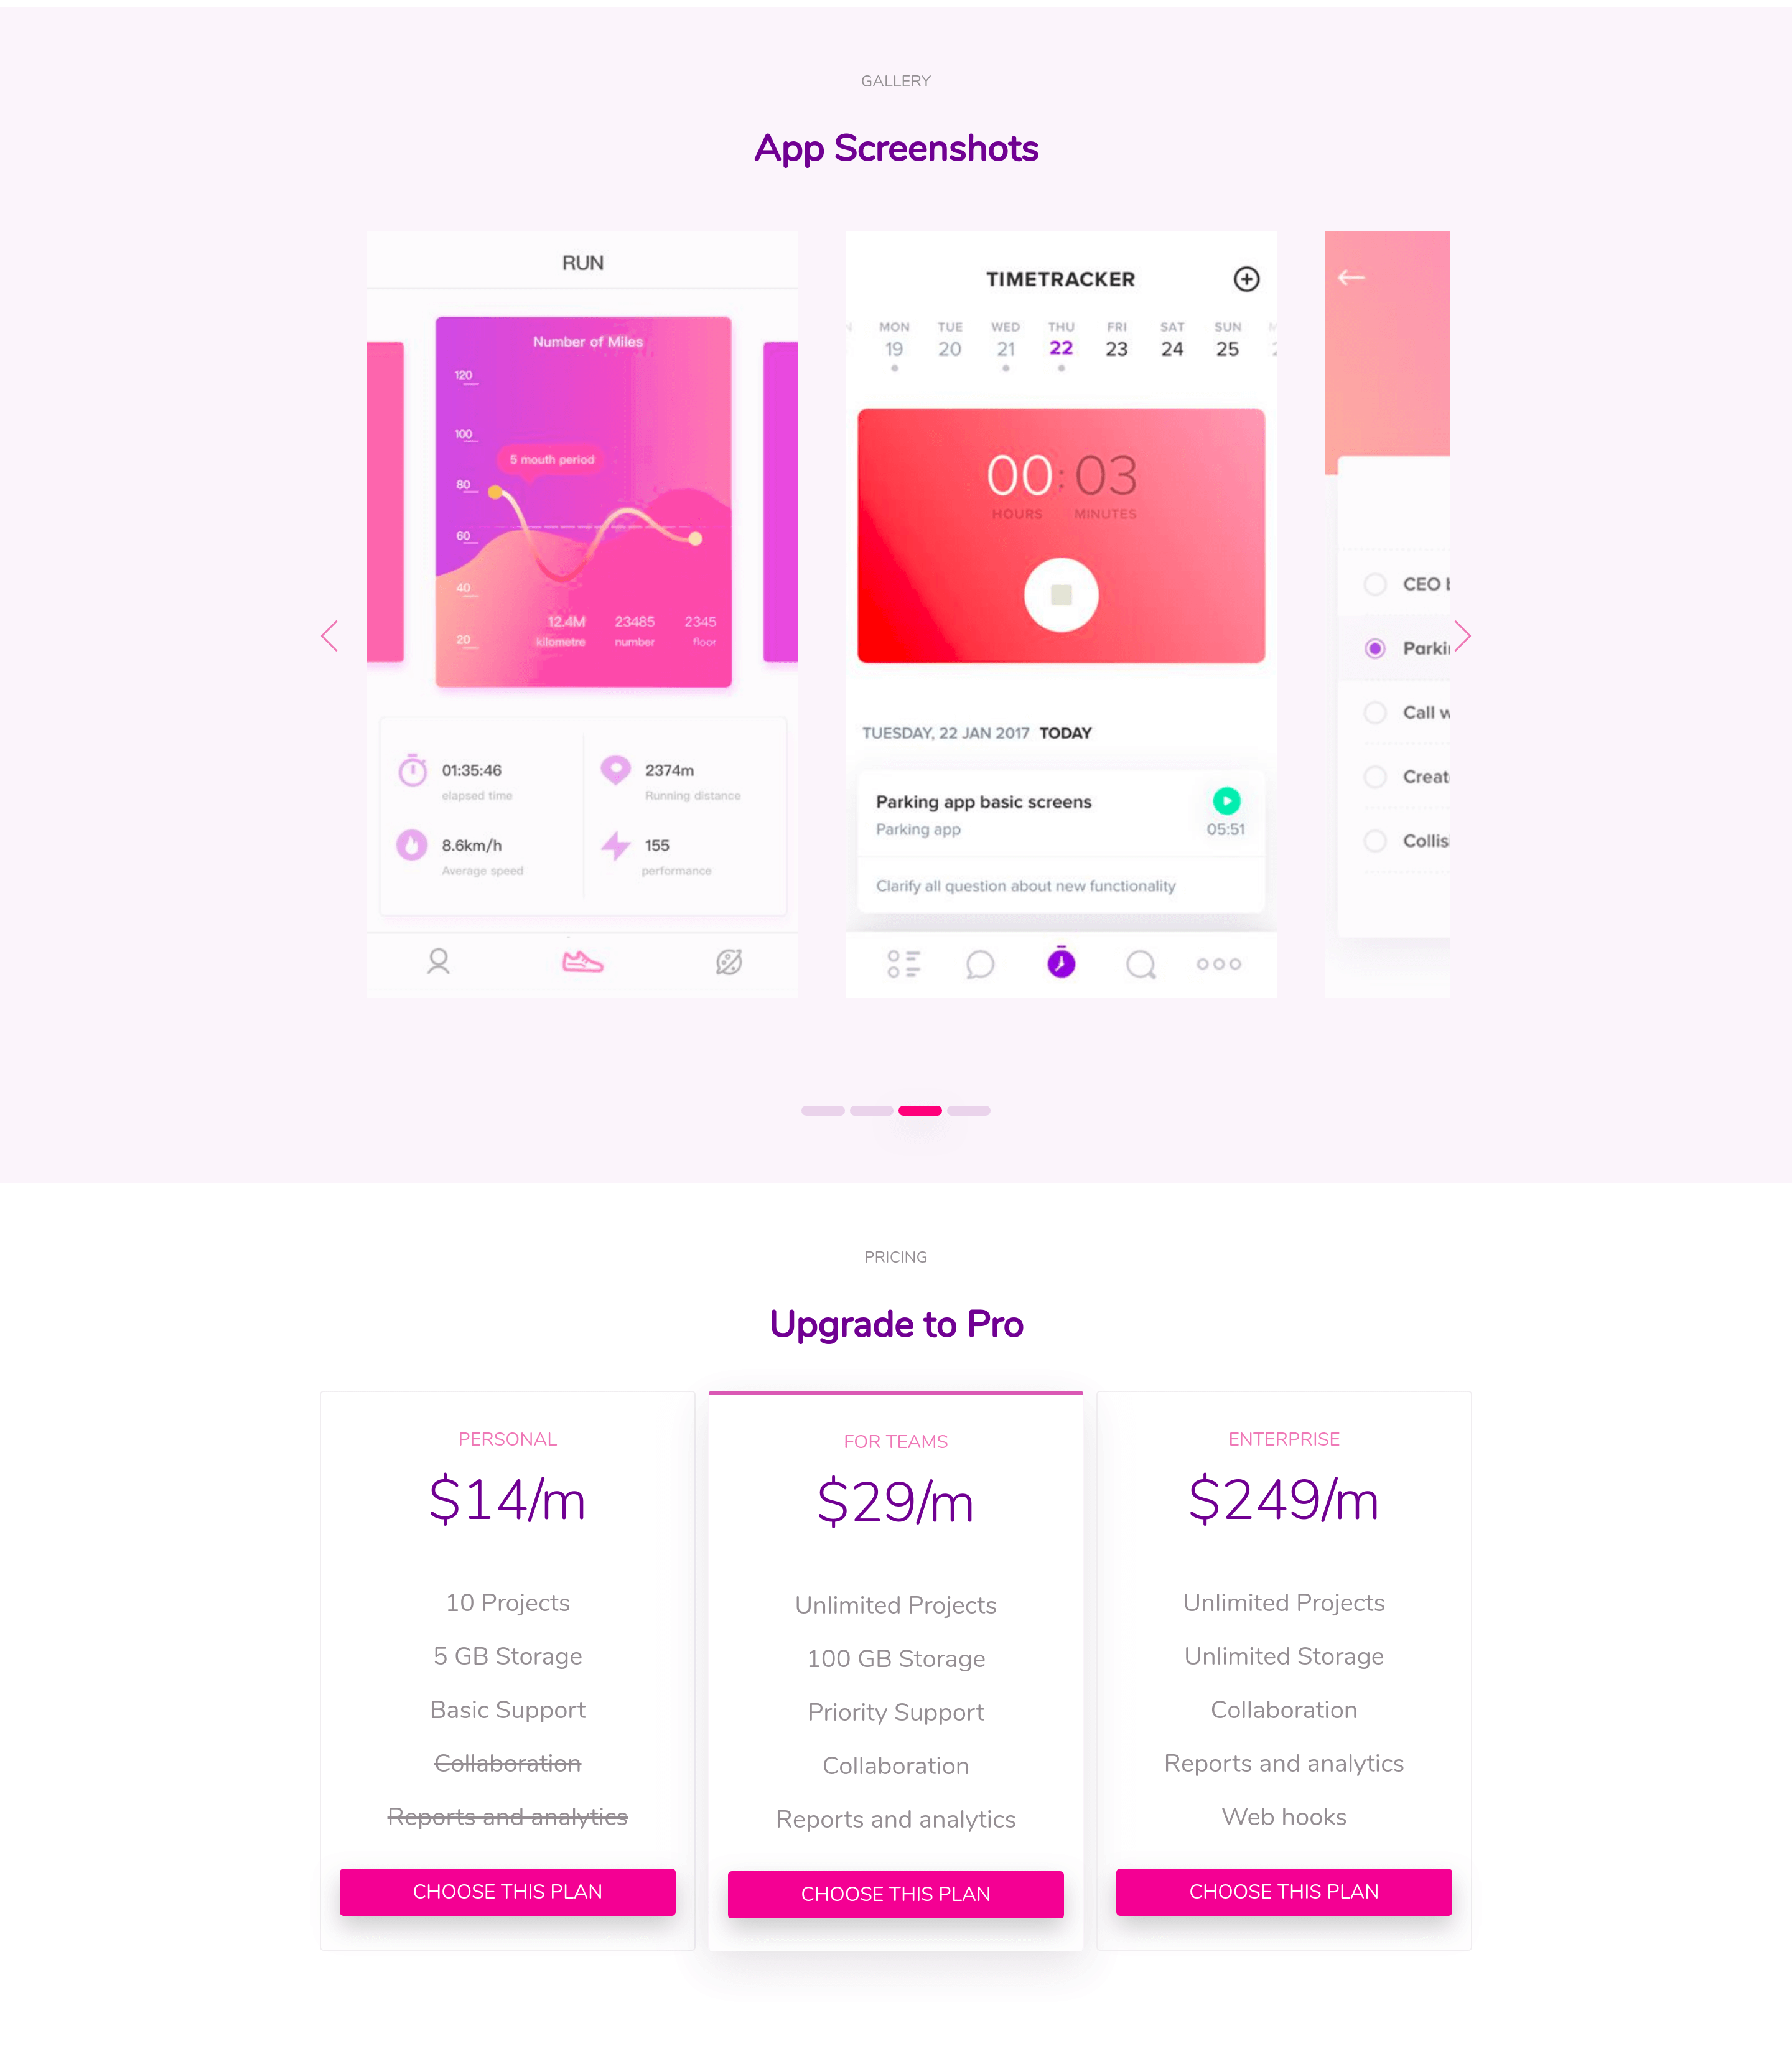 GALLERY
App Screenshots
RUN
Number of Miles
120
100
5 mouth period
80
60
40
12.4M 23485 2345
20 kilometre number floor
01:35:46 2374m
elapsed time Running distance
8.6km/h 155
Average speed performance
TIMETRACKER
MON TUE WED THU FRI SAT SUN
19 20 21 22 23 24 25
00:03
HOURS MINUTES
TUESDAY, 22 JAN 2017 TODAY
Parking app basic screens
Parking app 05:51
Clarify all question about new functionality
CEO
Parki
Call w
Creat
Collis
PRICING
Upgrade to Pro
PERSONAL
$14/m
10 Projects
5 GB Storage
Basic Support
Collaboration
Reports and analytics
CHOOSE THIS PLAN
FOR TEAMS
$29/m
Unlimited Projects
100 GB Storage
Priority Support
Collaboration
Reports and analytics
CHOOSE THIS PLAN
ENTERPRISE
$249/m
Unlimited Projects
Unlimited Storage
Collaboration
Reports and analytics
Web hooks
CHOOSE THIS PLAN